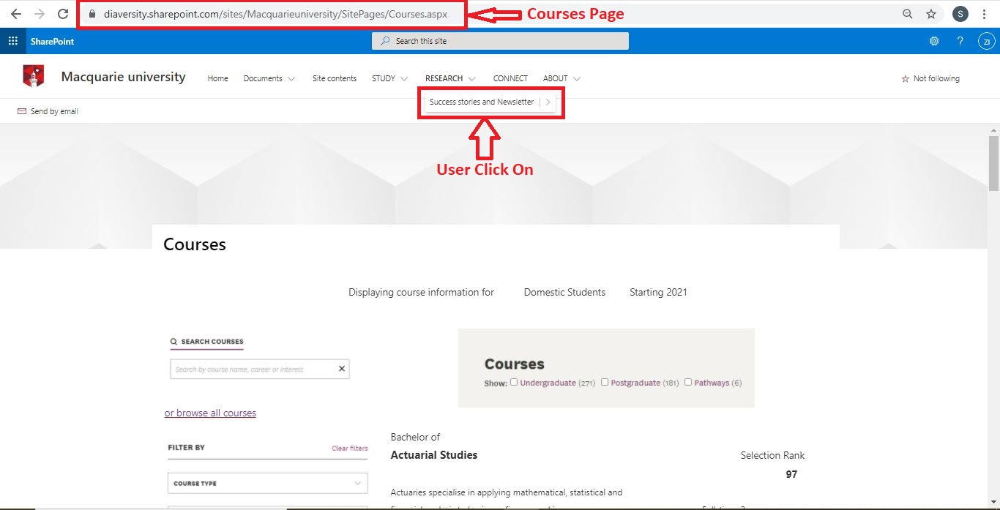 diaversity.sharepoint.com/sites/Macquarieuniversity/SitePages/Courses.aspx
Courses Page
S
SharePoint
Search this site
?
ZI
Macquarie university
Home
Documents
Site contents
STUDY
RESEARCH
CONNECT
ABOUT
Not following
Success stories and Newsletter
Send by email
User Click On
Courses
Displaying course information for
Domestic Students
Starting 2021
SEARCH COURSES
Search by course name, career or interest
Courses
Show: Undergraduate (271) Postgraduate (181) Pathways (6)
or browse all courses
Bachelor of
FILTER BY
Clear filters
Actuarial Studies
Selection Rank
97
COURSE TYPE
Actuaries specialise in applying mathematical, statistical and